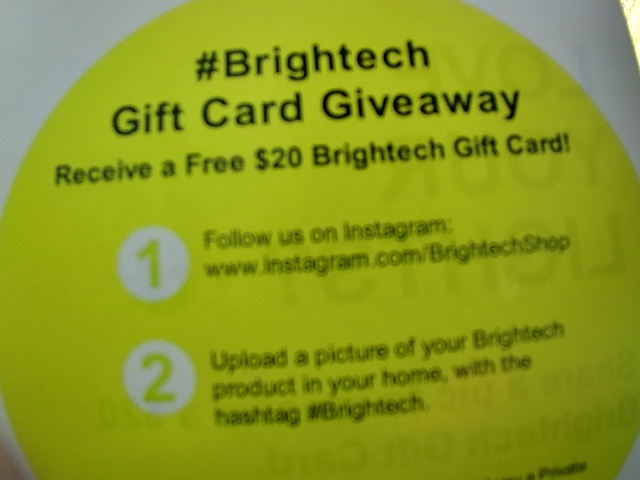 #Brightech
Gift Card Giveaway
Receive a Free $20 Brightech Gift Card!
1 Follow us on Instagram:
www.instagram.com/BrightechShop
2 Upload a picture of your Brightech
product in your home, with the
hashtag #Brightech.
a Private